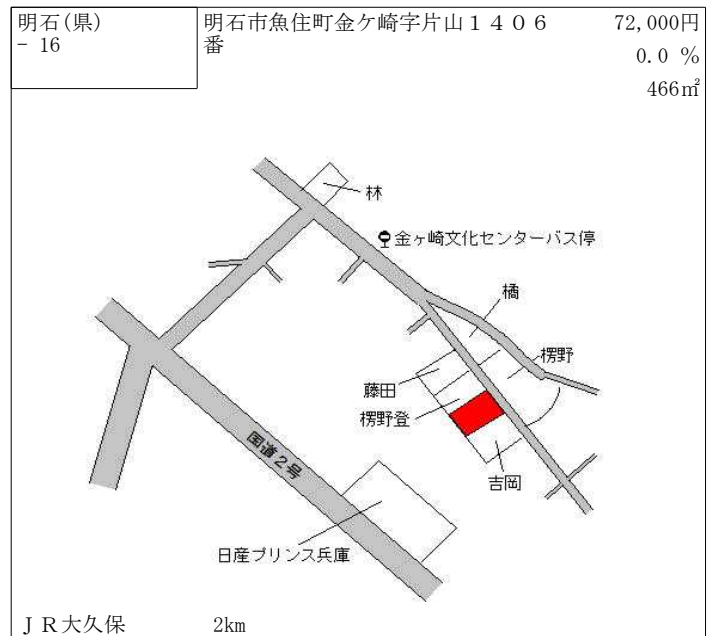 明石(県)
- 16
明石市魚住町金ケ崎字片山１４０６
番
72,000円
0.0 %
466㎡
林
金ヶ崎文化センターバス停
橘
楞野
藤田
楞野登
吉岡
国道２号
日産プリンス兵庫
ＪＲ大久保 2km